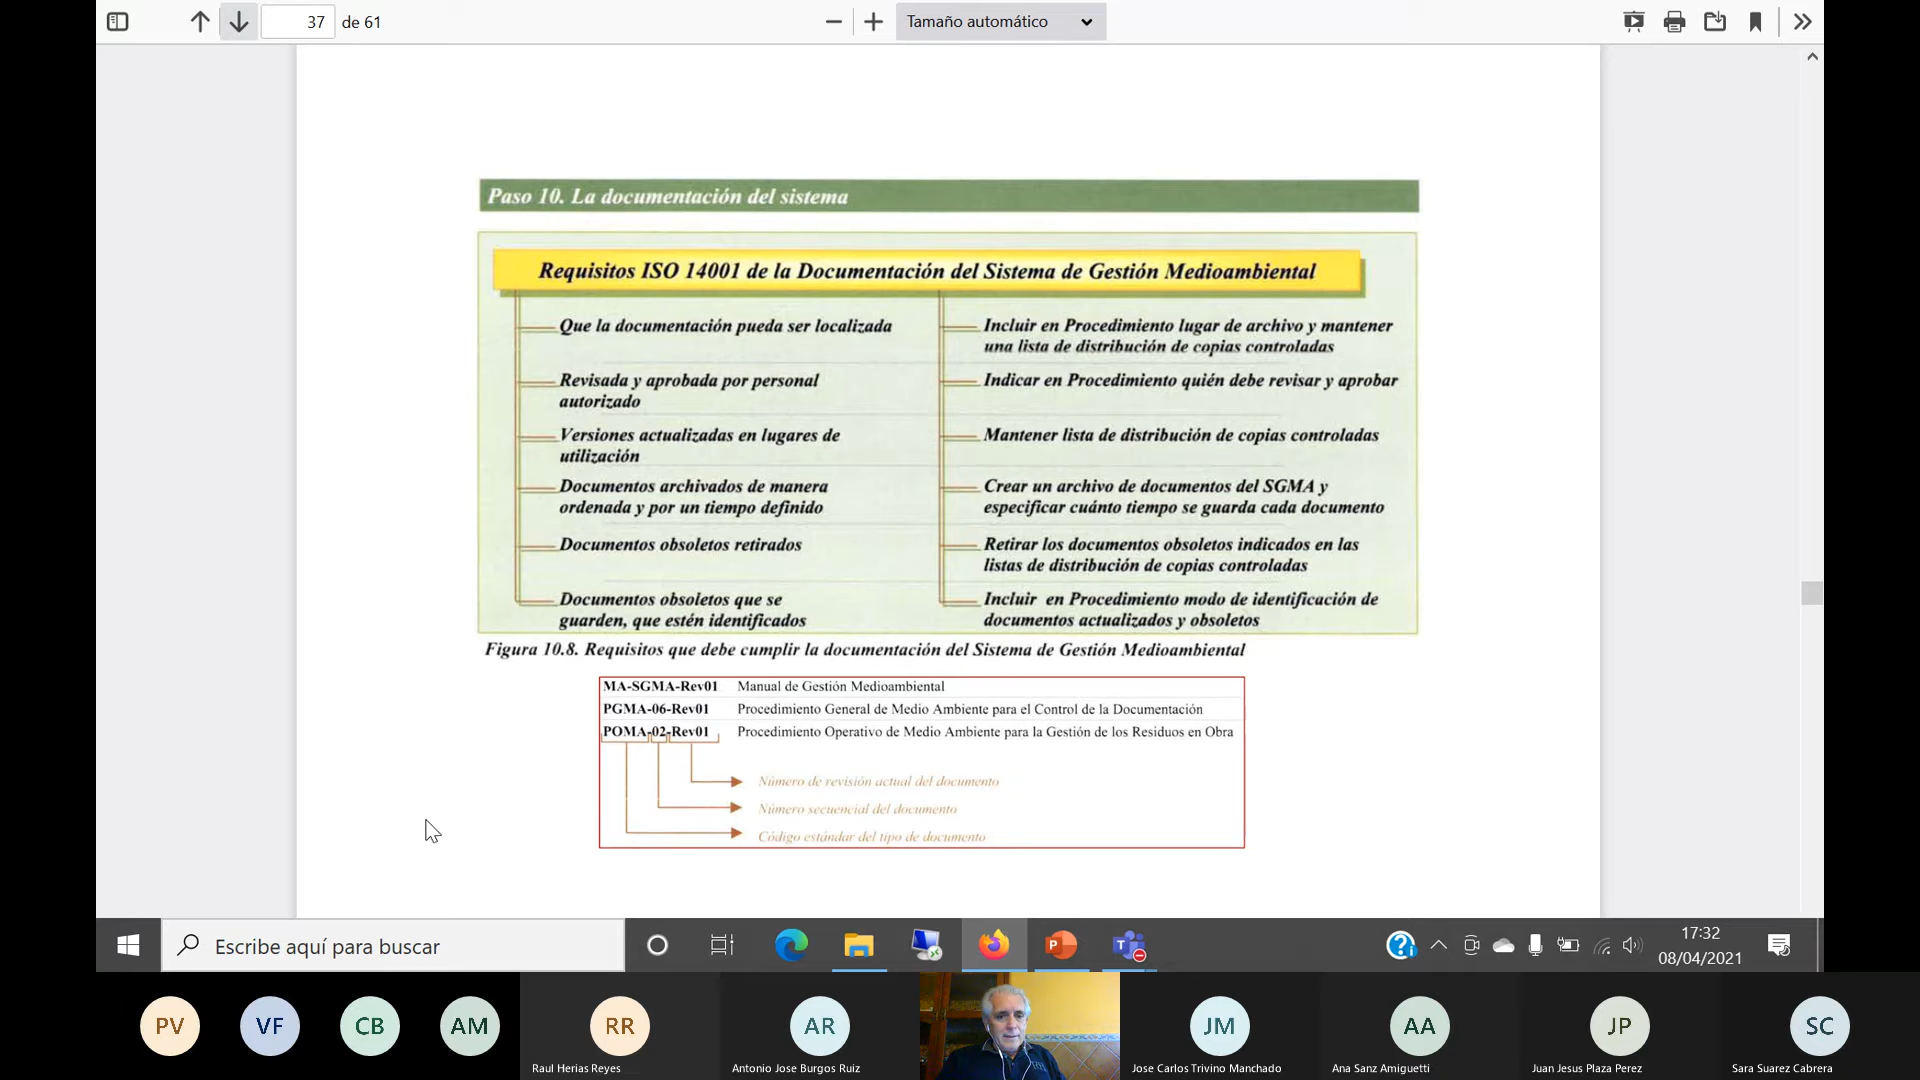 37 de 61
Tamaño automático
Paso 10. La documentación del sistema
Requisitos ISO 14001 de la Documentación del Sistema de Gestión Medioambiental
Que la documentación pueda ser localizada
Incluir en Procedimiento lugar de archivo y mantener
una lista de distribución de copias controladas
Revisada y aprobada por personal
autorizado
Indicar en Procedimiento quién debe revisar y aprobar
Versiones actualizadas en lugares de
utilización
Mantener lista de distribución de copias controladas
Documentos archivados de manera
ordenada y por un tiempo definido
Crear un archivo de documentos del SGMA y
especificar cuánto tiempo se guarda cada documento
Documentos obsoletos retirados
Retirar los documentos obsoletos indicados en las
listas de distribución de copias controladas
Documentos obsoletos que se
guarden, que estén identificados
Incluir en Procedimiento modo de identificación de
documentos actualizados y obsoletos
Figura 10.8. Requisitos que debe cumplir la documentación del Sistema de Gestión Medioambiental
MA-SGMA-Rev01 Manual de Gestión Medioambiental
PGMA-06-Rev01 Procedimiento General de Medio Ambiente para el Control de la Documentación
POMA-02-Rev01 Procedimiento Operativo de Medio Ambiente para la Gestión de los Residuos en Obra
Número de revisión actual del documento
Número secuencial del documento
Código estándar del tipo de documento
Escribe aquí para buscar
17:32
08/04/2021
PV VF CB AM RR AR JM AA JP SC
Raul Herias Reyes
Antonio Jose Burgos Ruiz
Jose Carlos Trivino Manchado
Ana Sanz Amiguetti
Juan Jesus Plaza Perez
Sara Suarez Cabrera